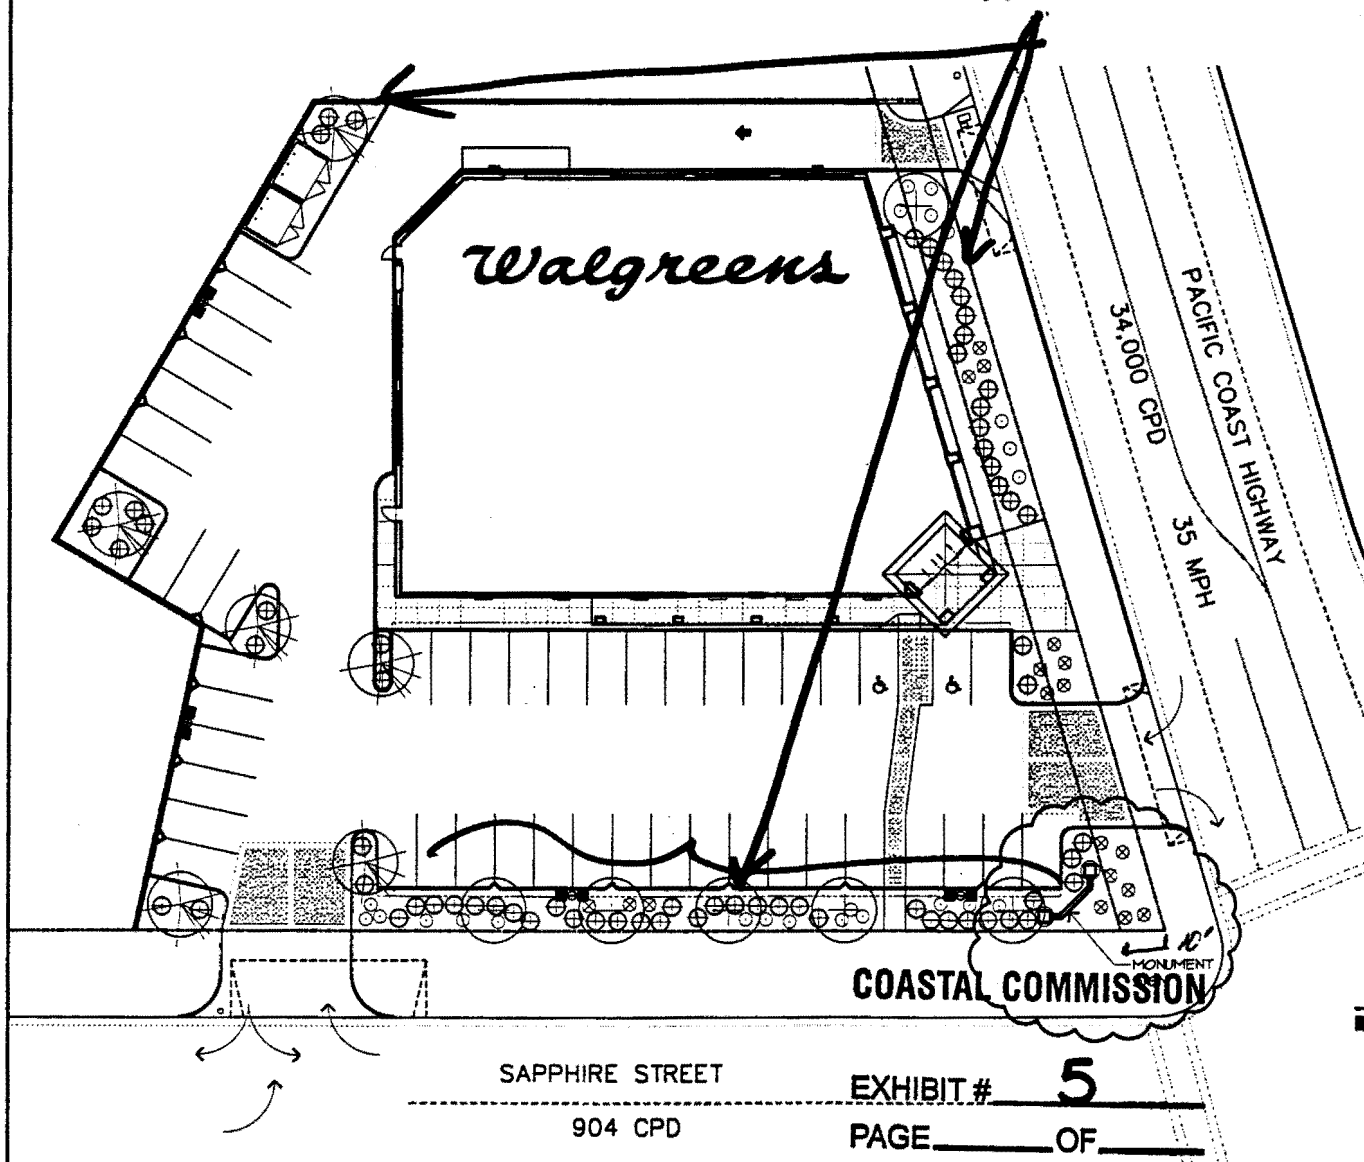 Walgreens
PACIFIC COAST HIGHWAY
34,000 CPD
35 MPH
10'
MONUMENT
COASTAL COMMISSION
SAPPHIRE STREET
904 CPD
EXHIBIT # 5
PAGE OF